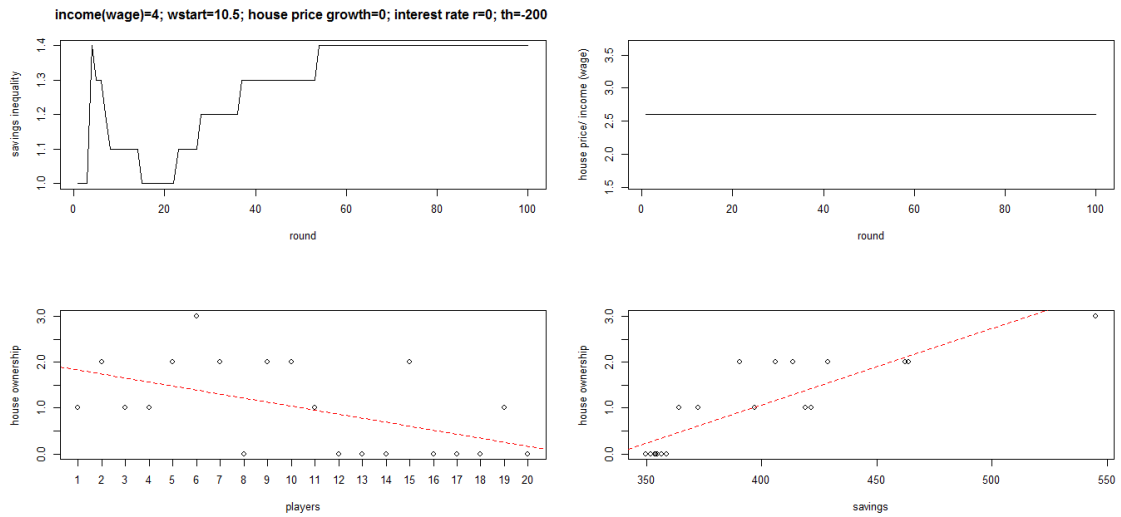 income(wage)=4; wstart=10.5; house price growth=0; interest rate r=0; th=-200
savings inequality
1.4
1.3
1.2
1.1
1.0
0 20 40 60 80 100
round
house price/ income (wage)
3.5
3.0
2.5
2.0
1.5
0 20 40 60 80 100
round
house ownership
3.0
2.0
1.0
0.0
1 2 3 4 5 6 7 8 9 10 11 12 13 14 15 16 17 18 19 20
players
house ownership
3.0
2.0
1.0
0.0
350 400 450 500 550
savings